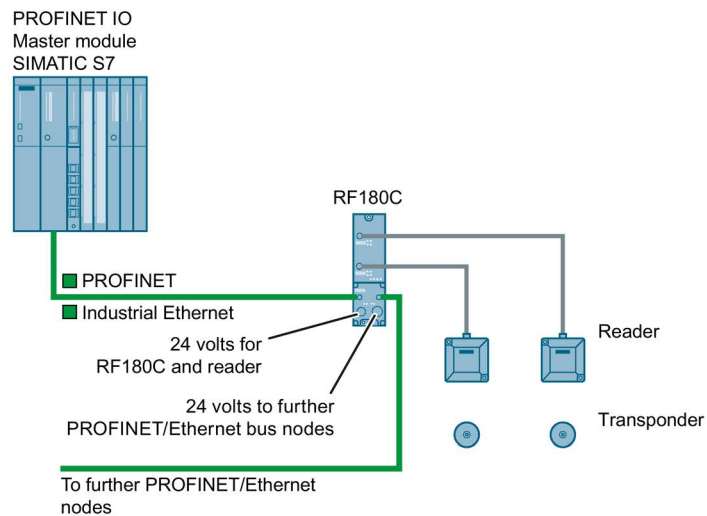 PROFINET IO
Master module
SIMATIC S7
RF180C
PROFINET
Industrial Ethernet
24 volts for
RF180C and reader
24 volts to further
PROFINET/Ethernet bus nodes
Reader
Transponder
To further PROFINET/Ethernet
nodes